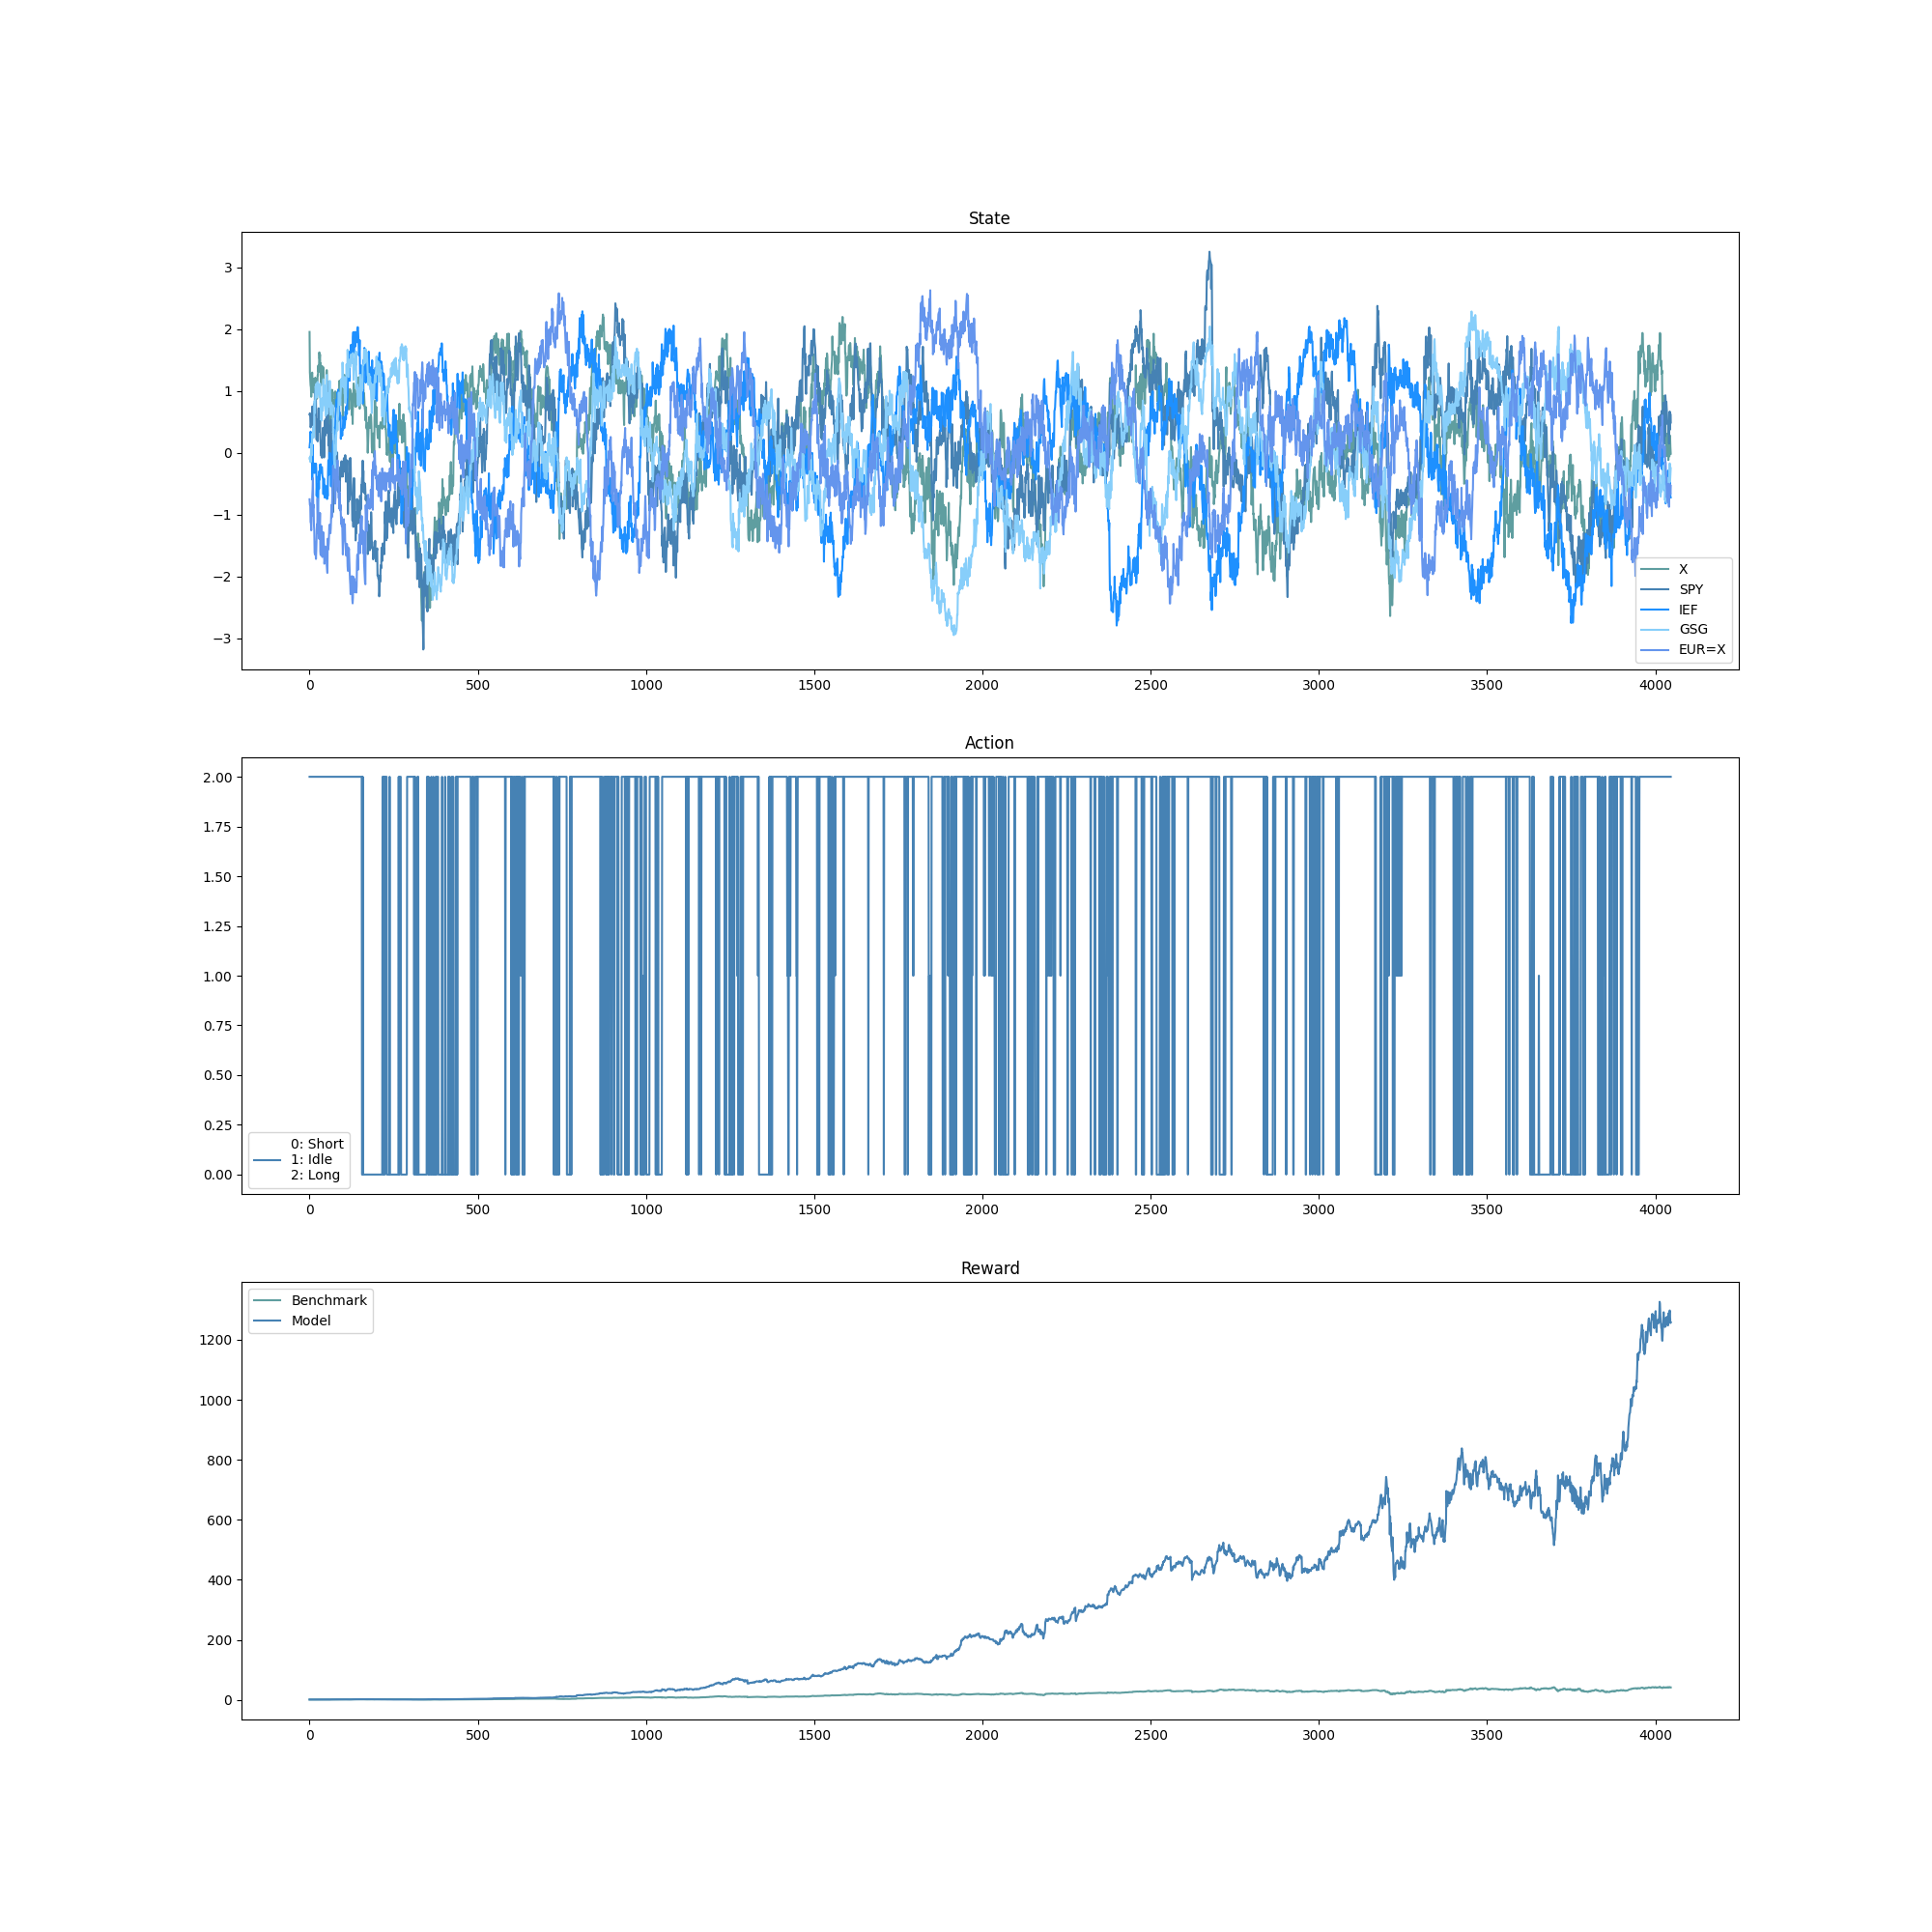 State
3
2
1
0
−1
−2
−3
X
SPY
IEF
GSG
EUR=X
0 500 1000 1500 2000 2500 3000 3500 4000
Action
2.00
1.75
1.50
1.25
1.00
0.75
0.50
0.25
0.00
0: Short
1: Idle
2: Long
0 500 1000 1500 2000 2500 3000 3500 4000
Reward
Benchmark
Model
1200
1000
800
600
400
200
0
0 500 1000 1500 2000 2500 3000 3500 4000